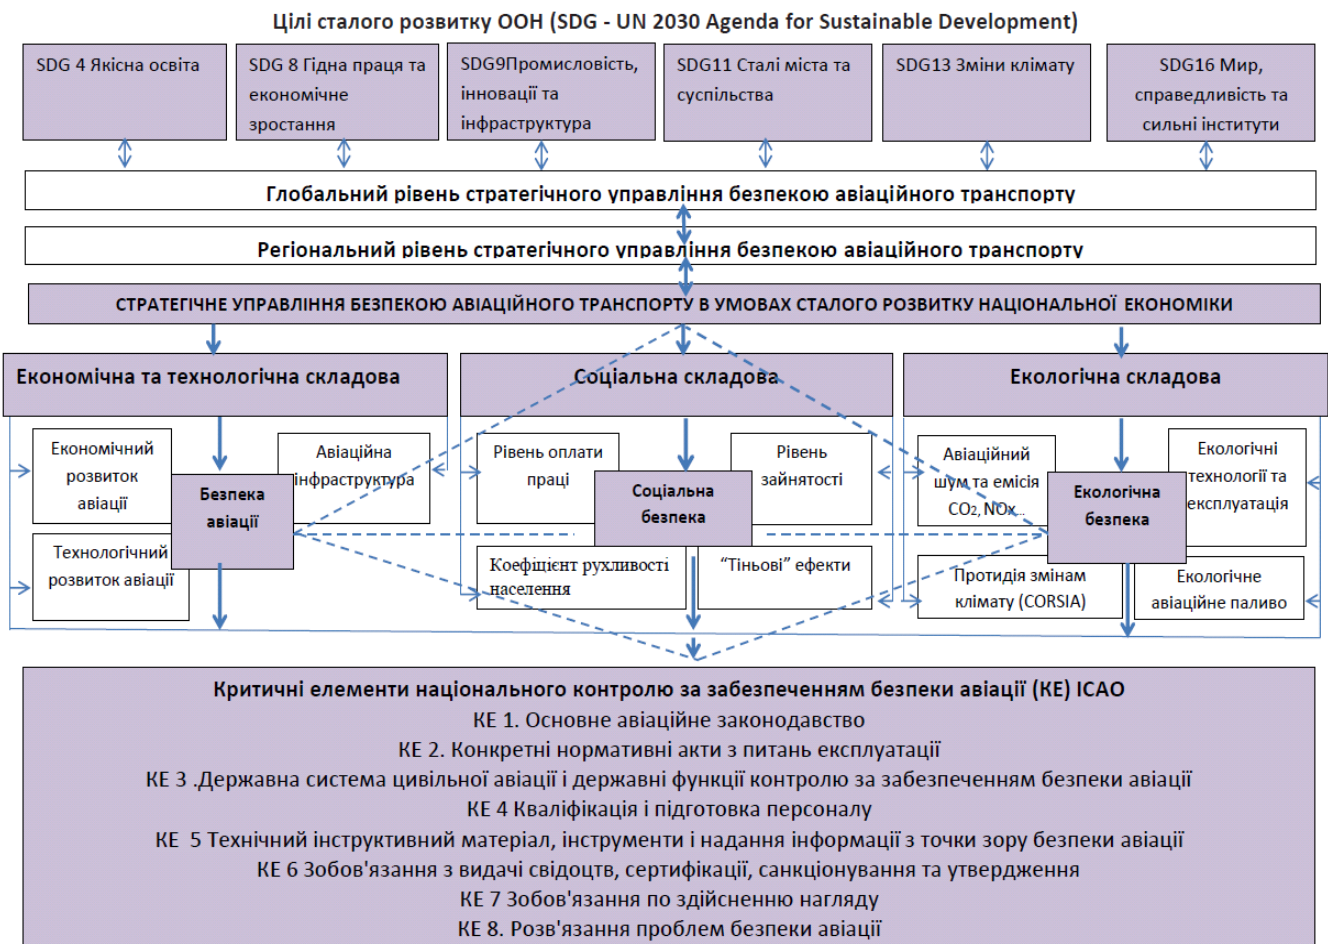 Цілі сталого розвитку ООН (SDG - UN 2030 Agenda for Sustainable Development)
SDG 4 Якісна освіта
SDG 8 Гідна праця та
економічне
зростання
SDG9Промисловість,
інновації та
інфраструктура
SDG11 Сталі міста та
суспільства
SDG13 Зміни клімату
SDG16 Мир,
справедливість та
сильні інститути
Глобальний рівень стратегічного управління безпекою авіаційного транспорту
Регіональний рівень стратегічного управління безпекою авіаційного транспорту
СТРАТЕГІЧНЕ УПРАВЛІННЯ БЕЗПЕКОЮ АВІАЦІЙНОГО ТРАНСПОРТУ В УМОВАХ СТАЛОГО РОЗВИТКУ НАЦІОНАЛЬНОЇ ЕКОНОМІКИ
Економічна та технологічна складова
Соціальна складова
Екологічна складова
Економічний
розвиток
авіації
Авіаційна
інфраструктура
Безпека
авіації
Технологічний
розвиток авіації
Рівень оплати
праці
Рівень
зайнятості
Соціальна
безпека
Коефіцієнт рухливості
населення
“Тіньові” ефекти
Авіаційний
шум та емісія
CO2, NOx...
Екологічні
технології та
експлуатація
Екологічна
безпека
Протидія змінам
клімату (CORSIA)
Екологічне
авіаційне паливо
Критичні елементи національного контролю за забезпеченням безпеки авіації (КЕ) ІСАО
КЕ 1. Основне авіаційне законодавство
КЕ 2. Конкретні нормативні акти з питань експлуатації
КЕ 3 .Державна система цивільної авіації і державні функції контролю за забезпеченням безпеки авіації
КЕ 4 Кваліфікація і підготовка персоналу
КЕ 5 Технічний інструктивний матеріал, інструменти і надання інформації з точки зору безпеки авіації
КЕ 6 Зобов'язання з видачі свідоцтв, сертифікації, санкціонування та утвердження
КЕ 7 Зобов'язання по здійсненню нагляду
КЕ 8. Розв'язання проблем безпеки авіації